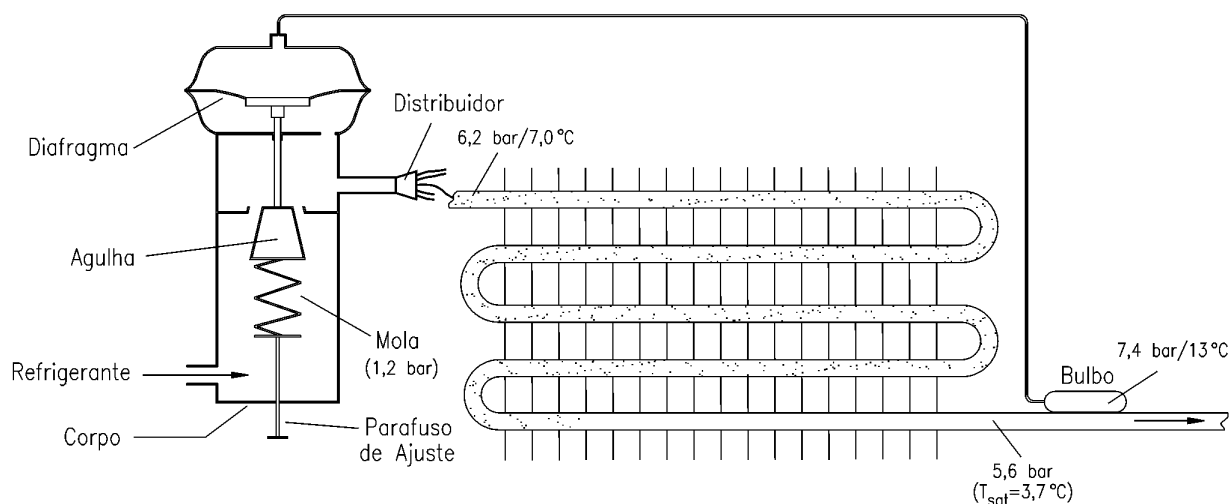 Distribuidor
6,2 bar/7,0°C
Diafragma
Agulha
Mola
(1,2 bar)
7,4 bar/13°C
Bulbo
Refrigerante
Corpo
Parafuso
de Ajuste
5,6 bar
(Tsat=3,7°C)